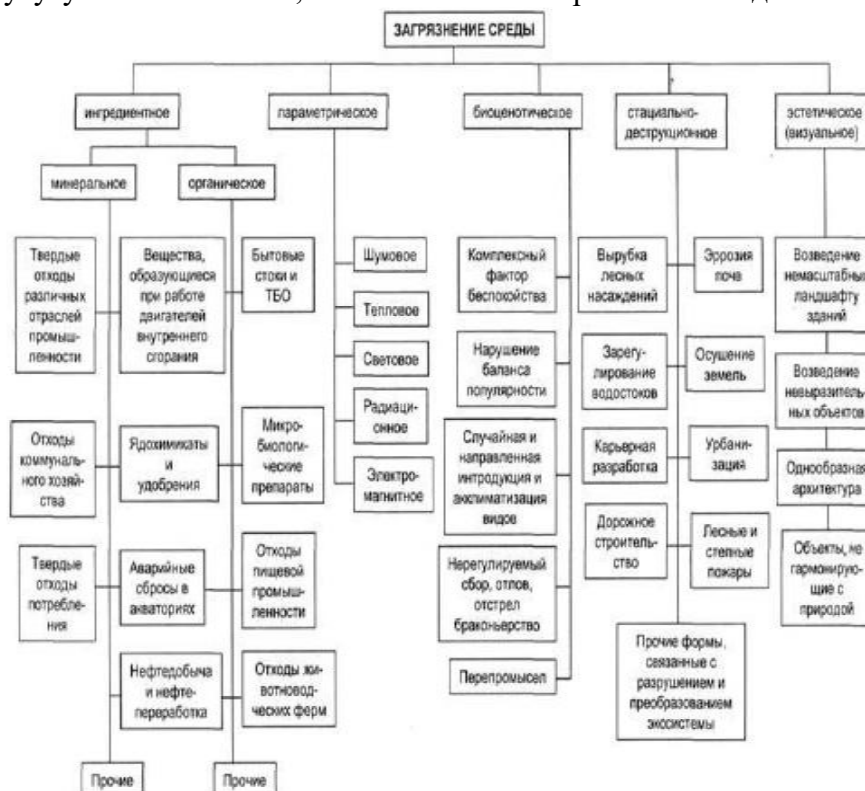 ЗАГРЯЗНЕНИЕ СРЕДЫ
ингредиентное
параметрическое
биоценотическое
стациально-
деструкционное
эстетическое
(визуальное)
минеральное
органическое
Твердые
отходы
различных
отраслей
промыш-
ленности
Вещества,
образующиеся
при работе
двигателей
внутреннего
сгорания
Бытовые
стоки и
ТБО
Шумовое
Тепловое
Световое
Радиаци-
онное
Электро-
магнитное
Комплексный
фактор
беспокойства
Вырубка
лесных
насаждений
Эррозия
поча
Возведение
немасштабных
ландшафту
зданий
Нарушение
баланса
популярности
Зарегу-
лирование
водостоков
Осушение
земель
Возведение
невыразитель-
ных объектов
Отходы
коммуналь-
ного хозяй-
ства
Ядохимикаты
и
удобрения
Микро-
биологи-
ческие
препараты
Случайная и
направленная
интродукция и
акклиматизация
видов
Карьерная
разработка
Урбани-
зация
Однообразная
архитектура
Твердые
отходы
потребле-
ния
Аварийные
сбросы в
акваториях
Отходы
пищевой
промыш-
ленности
Нерегулируемый
сбор, отлов,
отстрел
браконьерство
Дорожное
строитель-
ство
Лесные и
степные
пожары
Объекты, не
гармонирую-
щие с
природой
Нефтедобыча
и нефте-
переработка
Отходы жи-
вотновод-
ческих ферм
Перепромысел
Прочие формы,
связанные с
разрушением и
преобразованием
экосистемы
Прочие
Прочие